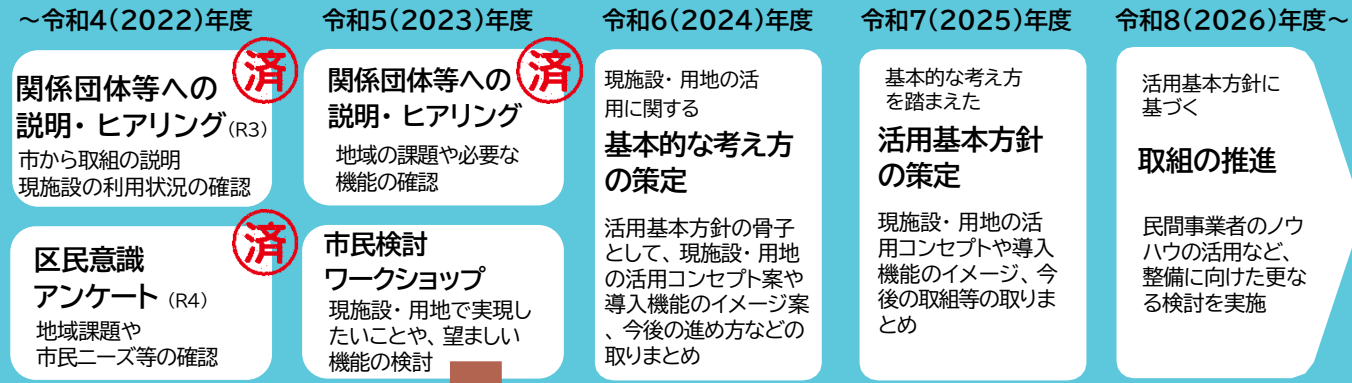 ～令和4（2022）年度
関係団体等への
説明・ヒアリング（R3）
済
市から取組の説明
現施設の利用状況の確認
区民意識
アンケート（R4）
済
地域課題や
市民ニーズ等の確認
令和5（2023）年度
関係団体等への
説明・ヒアリング
済
地域の課題や必要な
機能の確認
市民検討
ワークショップ
現施設・用地で実現し
たいことや、望ましい
機能の検討
令和6（2024）年度
現施設・用地の活
用に関する
基本的な考え方
の策定
活用基本方針の骨子
として、現施設・用地
の活用コンセプト案や
導入機能のイメージ案
、今後の進め方などの
取りまとめ
令和7（2025）年度
基本的な考え方
を踏まえた
活用基本方針
の策定
現施設・用地の活
用コンセプトや導入
機能のイメージ、今
後の取組等の取りま
とめ
令和8（2026）年度～
活用基本方針に
基づく
取組の推進
民間事業者のノウ
ハウの活用など、
整備に向けた更な
る検討を実施